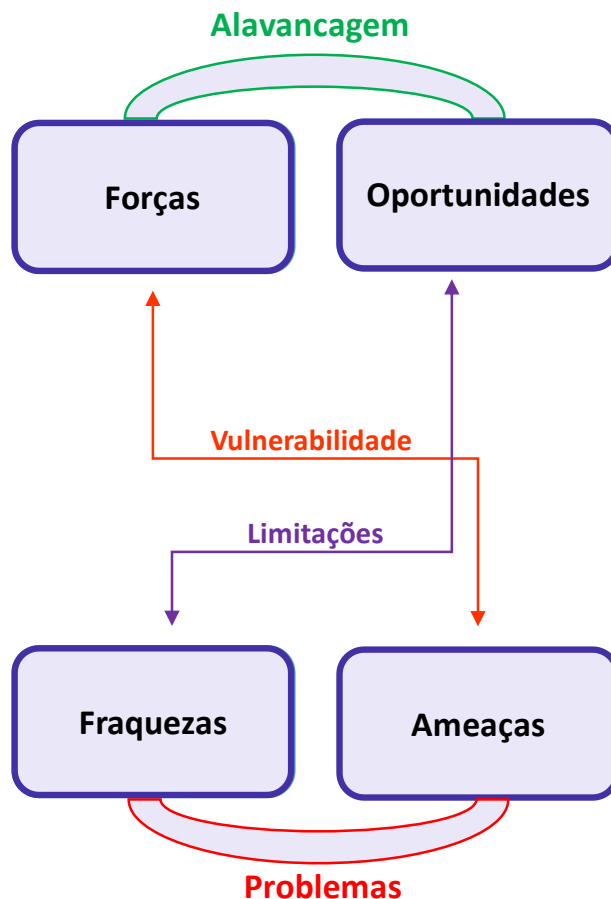 Alavancagem
Forças
Oportunidades
Vulnerabilidade
Limitações
Fraquezas
Ameaças
Problemas